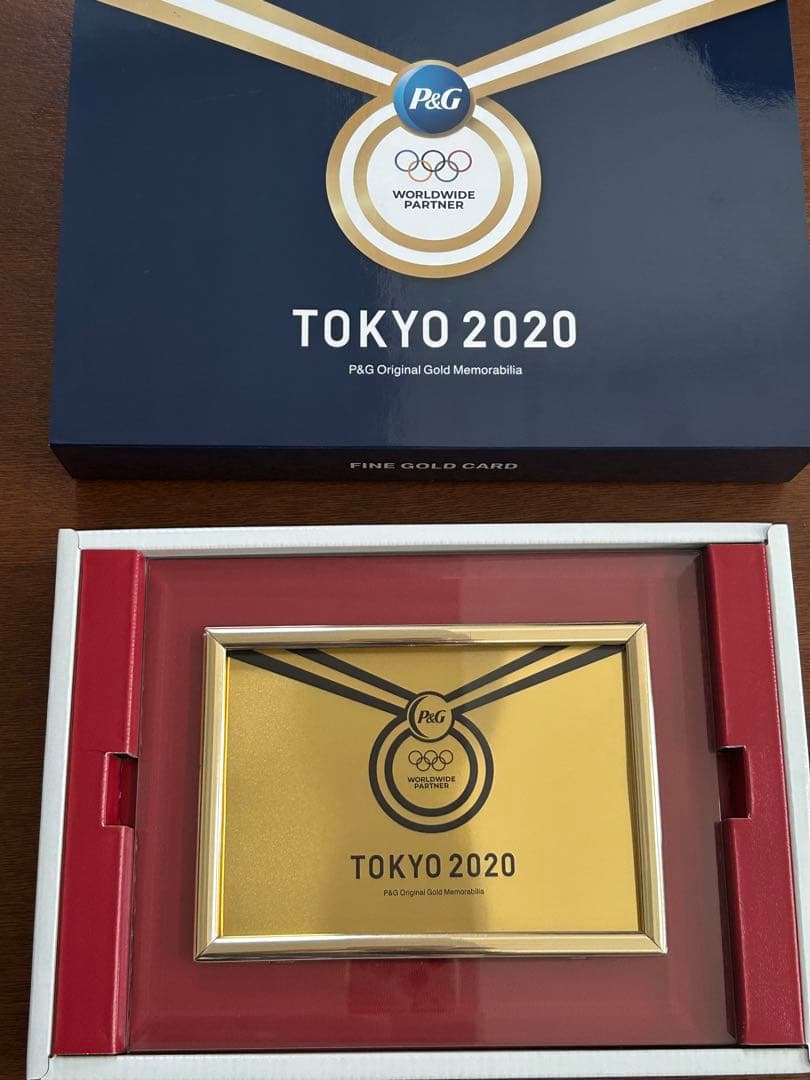 P&G
WORLDWIDE
PARTNER
TOKYO 2020
P&G Original Gold Memorabilia
FINE GOLD CARD
P&G
WORLDWIDE
PARTNER
TOKYO 2020
P&G Original Gold Memorabilia